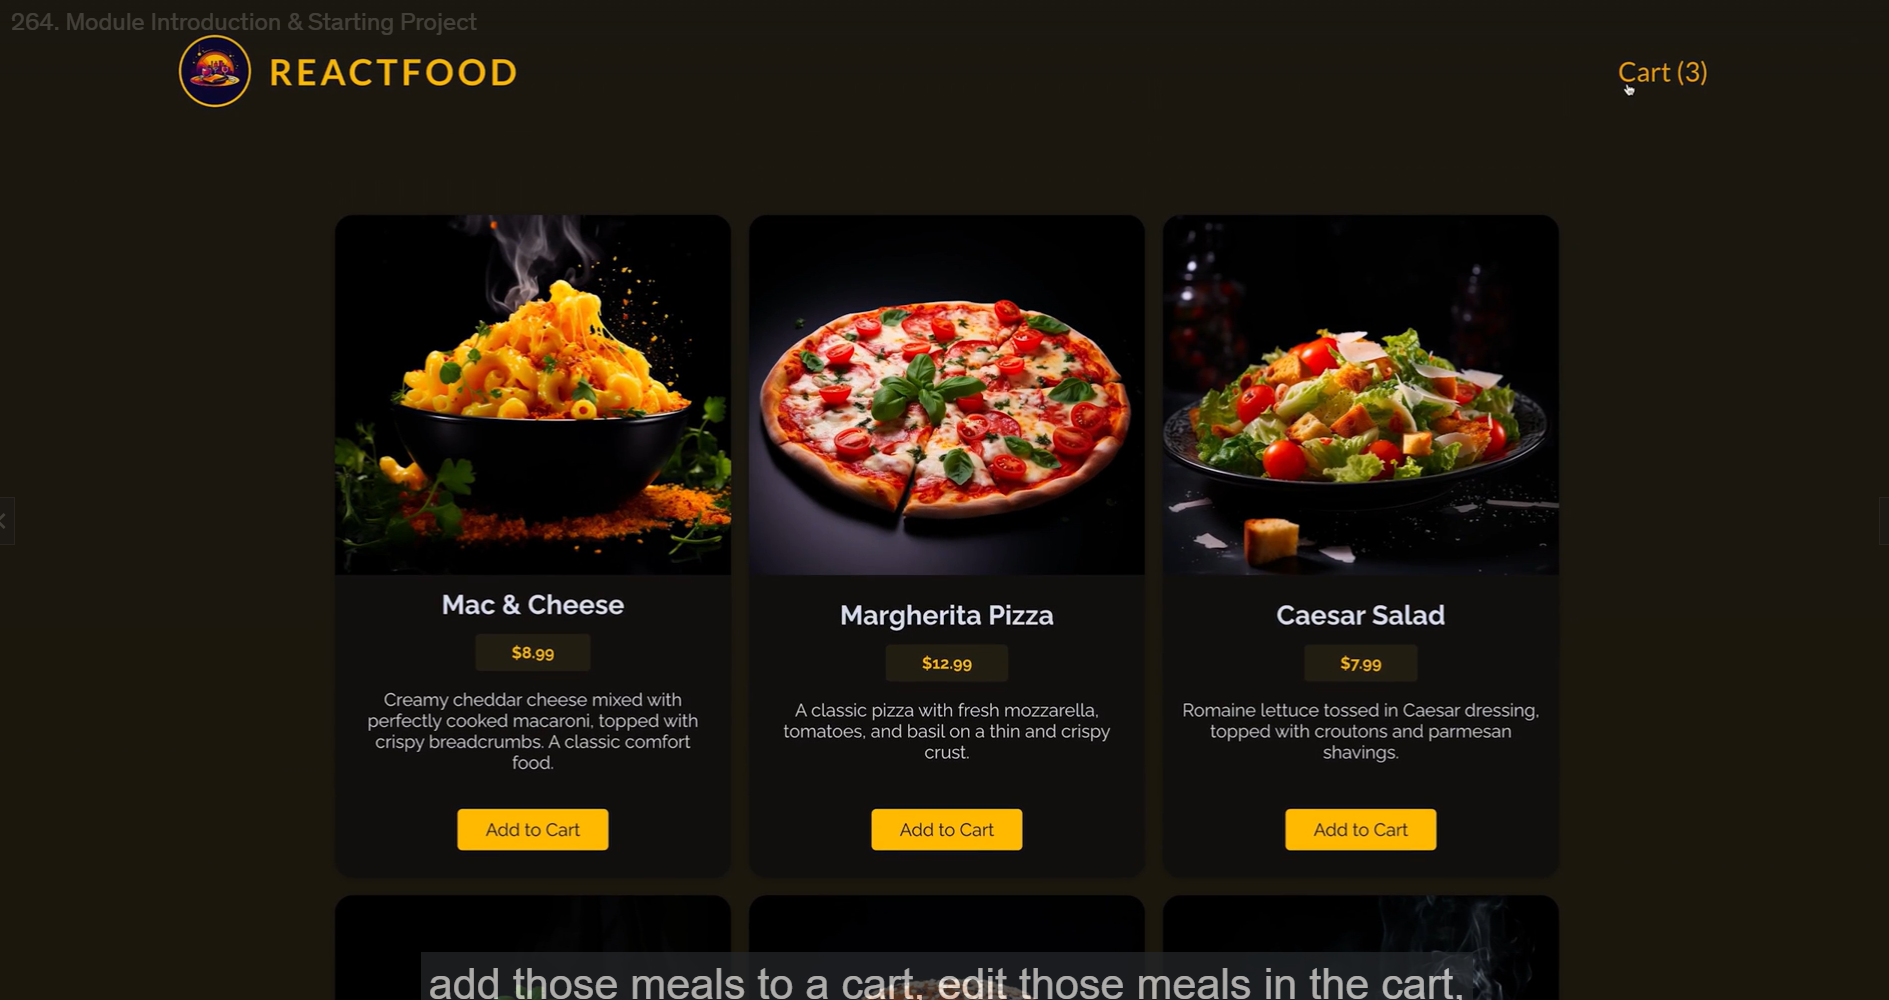 264. Module Introduction & Starting Project
REACTFOOD
Cart (3)
Mac & Cheese
$8.99
Creamy cheddar cheese mixed with
perfectly cooked macaroni, topped with
crispy breadcrumbs. A classic comfort
food.
Add to Cart
Margherita Pizza
$12.99
A classic pizza with fresh mozzarella,
tomatoes, and basil on a thin and crispy
crust.
Add to Cart
Caesar Salad
$7.99
Romaine lettuce tossed in Caesar dressing,
topped with croutons and parmesan
shavings.
Add to Cart
add those meals to a cart, edit those meals in the cart,